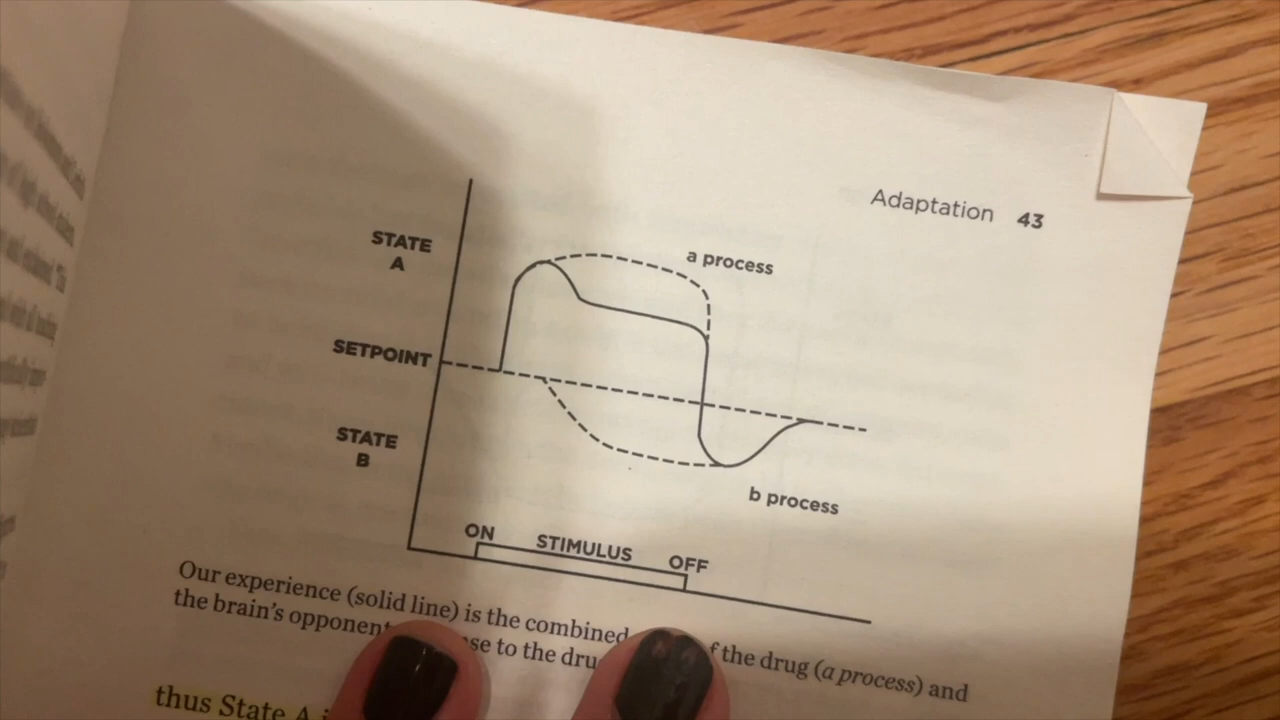 Adaptation 43
STATE
A
a process
SETPOINT
STATE
B
b process
ON STIMULUS OFF
Our experience (solid line) is the combined f the drug (a process) and
the brain's opponent se to the dru
thus State A i